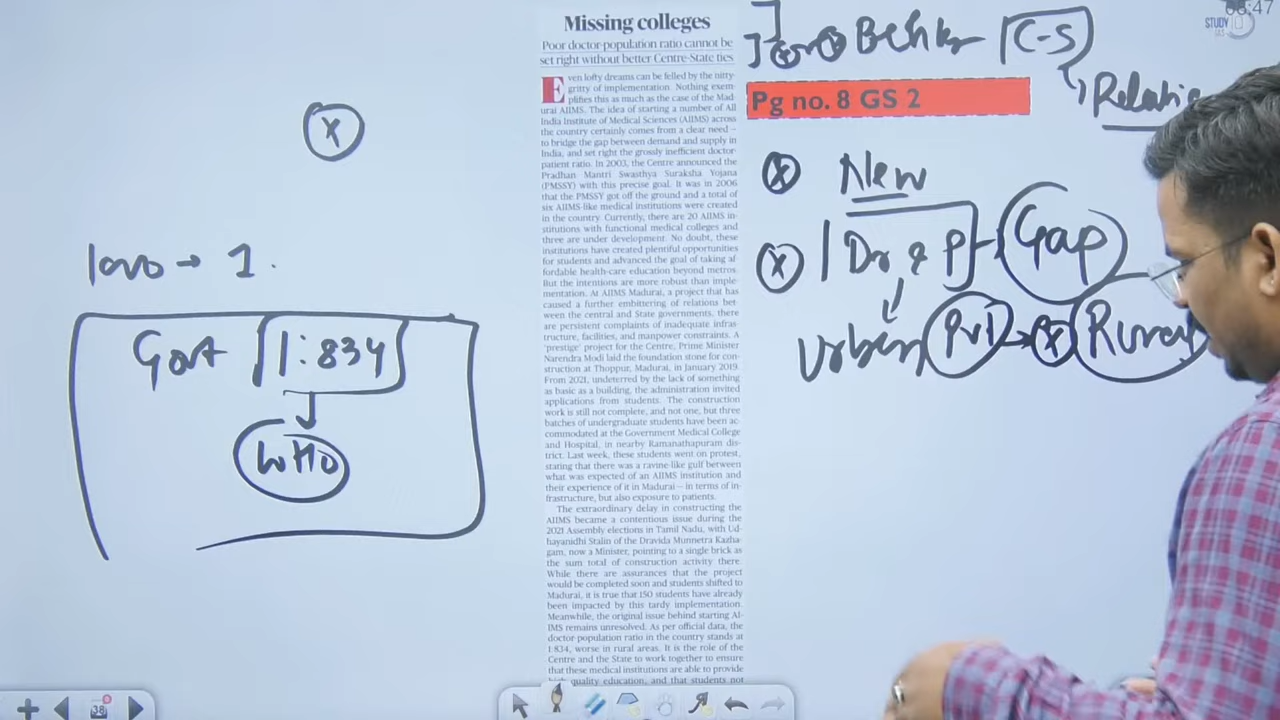 Missing colleges
Poor doctor-population ratio cannot be
set right without better Centre-State ties
Even lofty dreams can be felled by the nitty-
gritty of implementation. Nothing exem-
plifies this as much as the case of the Mad-
urai AIIMS. The idea of starting a number of All
India Institute of Medical Sciences (AIIMS) across
the country certainly comes from a clear need –
to bridge the gap between demand and supply in
India, and set right the grossly inefficient doctor-
patient ratio. In 2003, the Centre announced the
Pradhan Mantri Swasthya Suraksha Yojana
(PMSSY) with this precise goal. It was in 2006
that the PMSSY got off the ground and a total of
six AIIMS-like medical institutions were created
in the country. Currently, there are 20 AIIMS in-
stitutions with functional medical colleges and
three are under development. No doubt, these
institutions have created plentiful opportunities
for students and advanced the goal of taking af-
fordable health-care education beyond metros.
But the intentions are more robust than imple-
mentation. At AIIMS Madurai, a project that has
caused a further embittering of relations bet-
ween the central and State governments, there
are persistent complaints of inadequate infras-
tructure, facilities, and manpower constraints. A
'prestige' project for the Centre, Prime Minister
Narendra Modi laid the foundation stone for con-
struction at Thoppur, Madurai, in January 2019.
From 2021, undeterred by the lack of something
as basic as a building, the administration invited
applications from students. The construction
work is still not complete, and not one, but three
batches of undergraduate students have been ac-
commodated at the Government Medical College
and Hospital, in nearby Ramanathapuram dis-
trict. Last week, these students went on protest,
stating that there was a ravine-like gulf between
what was expected of an AIIMS institution and
their experience of it in Madurai – in terms of in-
frastructure, but also exposure to patients.
The extraordinary delay in constructing the
AIIMS became a contentious issue during the
2021 Assembly elections in Tamil Nadu, with Ud-
hayanidhi Stalin of the Dravida Munnetra Kazha-
gam, now a Minister, pointing to a single brick as
the sum total of construction activity there.
While there are assurances that the project
would be completed soon and students shifted to
Madurai, it is true that 150 students have already
been impacted by this tardy implementation.
Meanwhile, the original issue behind starting AI-
IMS remains unresolved. As per official data, the
doctor-population ratio in the country stands at
1:834, worse in rural areas. It is the role of the
Centre and the State to work together to ensure
that these medical institutions are able to provide
high quality education, and that students not
C-S
Pg no. 8 GS 2
New
Dr & P Gap
Urban Pvt → Rural
1000 → 1
Govt 1:834
WHO
STUDY
IAS
38